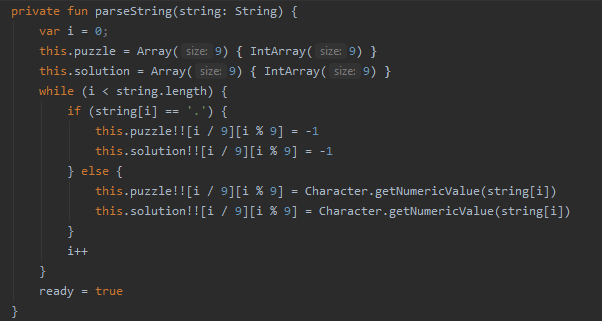 private fun parseString(string: String) {
var i = 0;
this.puzzle = Array( size: 9) { IntArray( size: 9) }
this.solution = Array( size: 9) { IntArray( size: 9) }
while (i < string.length) {
if (string[i] == '.') {
this.puzzle!![i / 9][i % 9] = -1
this.solution!![i / 9][i % 9] = -1
} else {
this.puzzle!![i / 9][i % 9] = Character.getNumericValue(string[i])
this.solution!![i / 9][i % 9] = Character.getNumericValue(string[i])
}
i++
}
ready = true
}